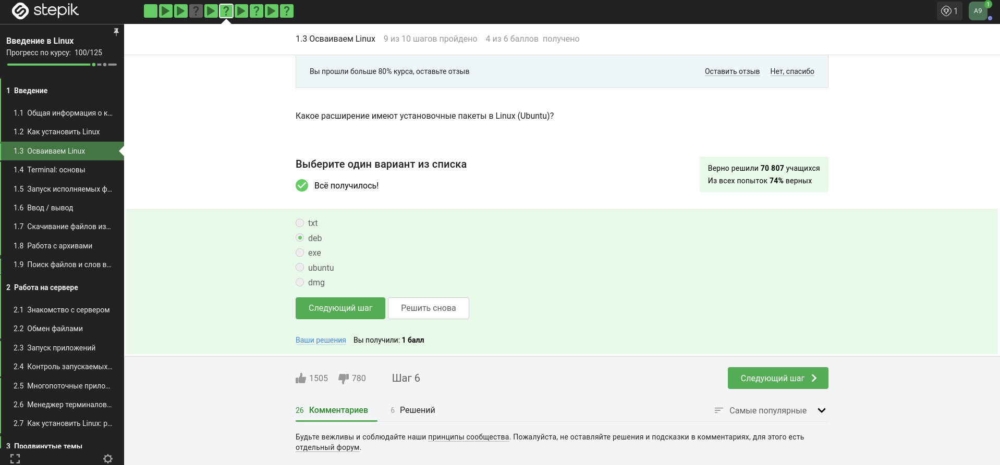 stepik
?
?
?
?
1
A9
1
Введение в Linux
Прогресс по курсу: 100/125
1 Введение
1.1 Общая информация о к...
1.2 Как установить Linux
1.3 Осваиваем Linux
1.4 Terminal: основы
1.5 Запуск исполняемых ф...
1.6 Ввод / вывод
1.7 Скачивание файлов из...
1.8 Работа с архивами
1.9 Поиск файлов и слов в...
2 Работа на сервере
2.1 Знакомство с сервером
2.2 Обмен файлами
2.3 Запуск приложений
2.4 Контроль запускаемых...
2.5 Многопоточные прило...
2.6 Менеджер терминалов...
2.7 Как установить Linux: р...
3 Продвинутые темы
1.3 Осваиваем Linux 9 из 10 шагов пройдено 4 из 6 баллов получено
Вы прошли больше 80% курса, оставьте отзыв Оставить отзыв Нет, спасибо
Какое расширение имеют установочные пакеты в Linux (Ubuntu)?
Выберите один вариант из списка
Всё получилось!
Верно решили 70 807 учащихся
Из всех попыток 74% верных
txt
deb
exe
ubuntu
dmg
Следующий шаг Решить снова
Ваши решения Вы получили: 1 балл
1505 780 Шаг 6 Следующий шаг
26 Комментариев 6 Решений Самые популярные
Будьте вежливы и соблюдайте наши принципы сообщества. Пожалуйста, не оставляйте решения и подсказки в комментариях, для этого есть
отдельный форум.